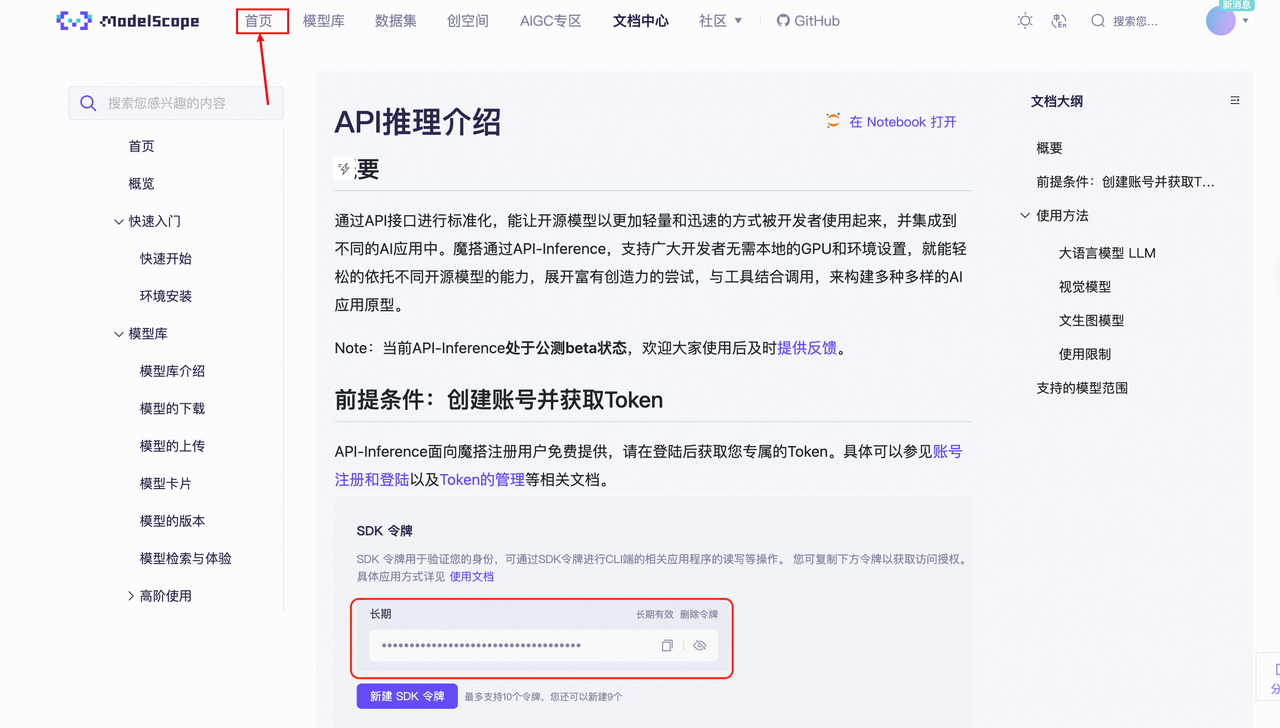 ModelScope
首页
模型库
数据集
创空间
AIGC专区
文档中心
社区
GitHub
搜索您...
新消息
搜索您感兴趣的内容
首页
概览
快速入门
快速开始
环境安装
模型库
模型库介绍
模型的下载
模型的上传
模型卡片
模型的版本
模型检索与体验
高阶使用
API推理介绍
在 Notebook 打开
要
通过API接口进行标准化，能让开源模型以更加轻量和迅速的方式被开发者使用起来，并集成到
不同的AI应用中。魔搭通过API-Inference，支持广大开发者无需本地的GPU和环境设置，就能轻
松的依托不同开源模型的能力，展开富有创造力的尝试，与工具结合调用，来构建多种多样的AI
应用原型。
Note：当前API-Inference处于公测beta状态，欢迎大家使用后及时提供反馈。
前提条件：创建账号并获取Token
API-Inference面向魔搭注册用户免费提供，请在登陆后获取您专属的Token。具体可以参见账号
注册和登陆以及Token的管理等相关文档。
SDK 令牌
SDK 令牌用于验证您的身份，可通过SDK令牌进行CLI端的相关应用程序的读写等操作。 您可复制下方令牌以获取访问授权。
具体应用方式详见 使用文档
长期
长期有效 删除令牌
新建 SDK 令牌
最多支持10个令牌，您还可以新建9个
文档大纲
概要
前提条件：创建账号并获取T...
使用方法
大语言模型 LLM
视觉模型
文生图模型
使用限制
支持的模型范围